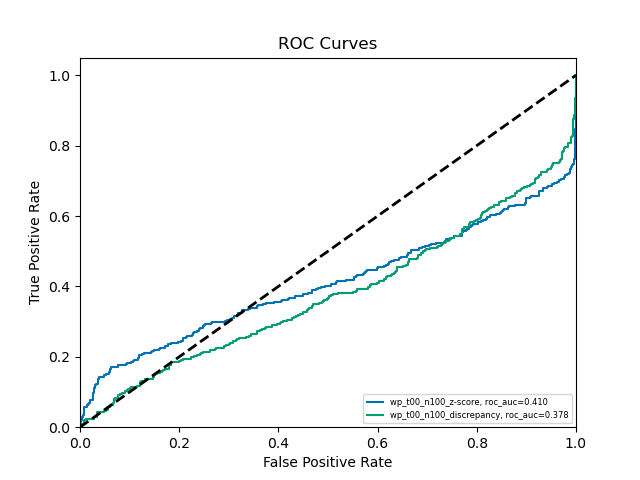 ROC Curves
True Positive Rate
1.0
0.8
0.6
0.4
0.2
0.0
wp_t00_n100_z-score, roc_auc=0.410
wp_t00_n100_discrepancy, roc_auc=0.378
0.0 0.2 0.4 0.6 0.8 1.0
False Positive Rate